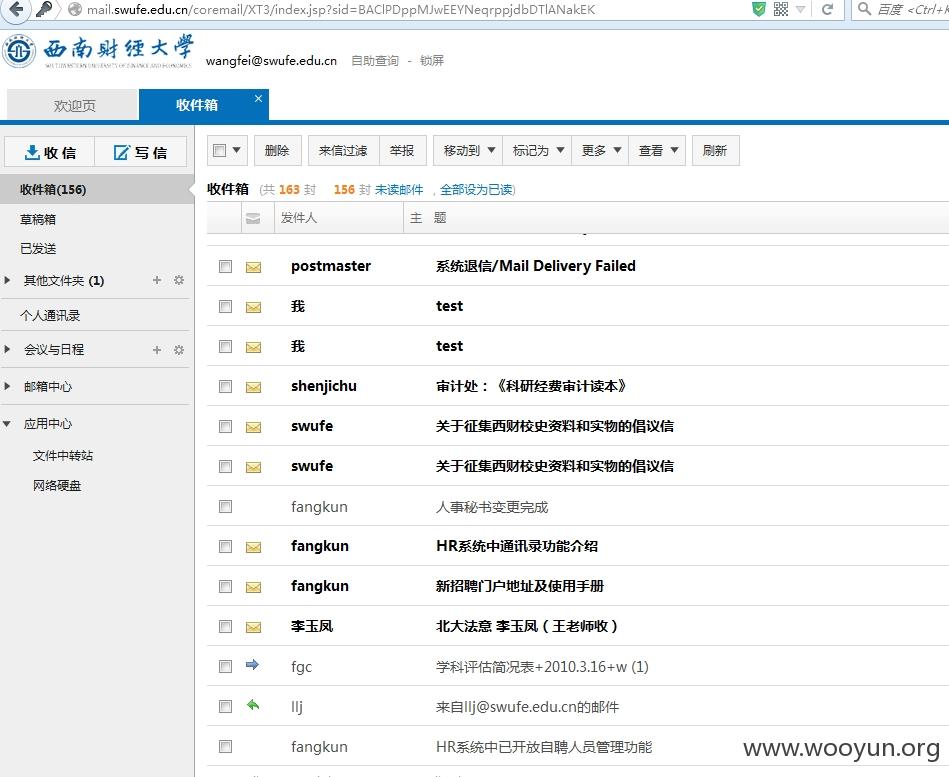 mail.swufe.edu.cn/coremail/XT3/index.jsp?sid=BAClPDppMJwEEYNeqrppjdbDTlANakEK
百度 <Ctrl+K
西南财经大学
SOUTHWESTERN UNIVERSITY OF FINANCE AND ECONOMICS
wangfei@swufe.edu.cn 自助查询 - 锁屏
欢迎页 收件箱 ×
收信 写信
删除 来信过滤 举报 移动到 标记为 更多 查看 刷新
收件箱(156)
草稿箱
已发送
其他文件夹 (1)
个人通讯录
会议与日程
邮箱中心
应用中心
文件中转站
网络硬盘
收件箱 (共 163 封 156 封 未读邮件 , 全部设为已读)
发件人 主 题
postmaster 系统退信/Mail Delivery Failed
我 test
我 test
shenjichu 审计处：《科研经费审计读本》
swufe 关于征集西财校史资料和实物的倡议信
swufe 关于征集西财校史资料和实物的倡议信
fangkun 人事秘书变更完成
fangkun HR系统中通讯录功能介绍
fangkun 新招聘门户地址及使用手册
李玉凤 北大法意 李玉凤（王老师收）
fgc 学科评估简况表+2010.3.16+w (1)
llj 来自llj@swufe.edu.cn的邮件
fangkun HR系统中已开放自聘人员管理功能
www.wooyun.org